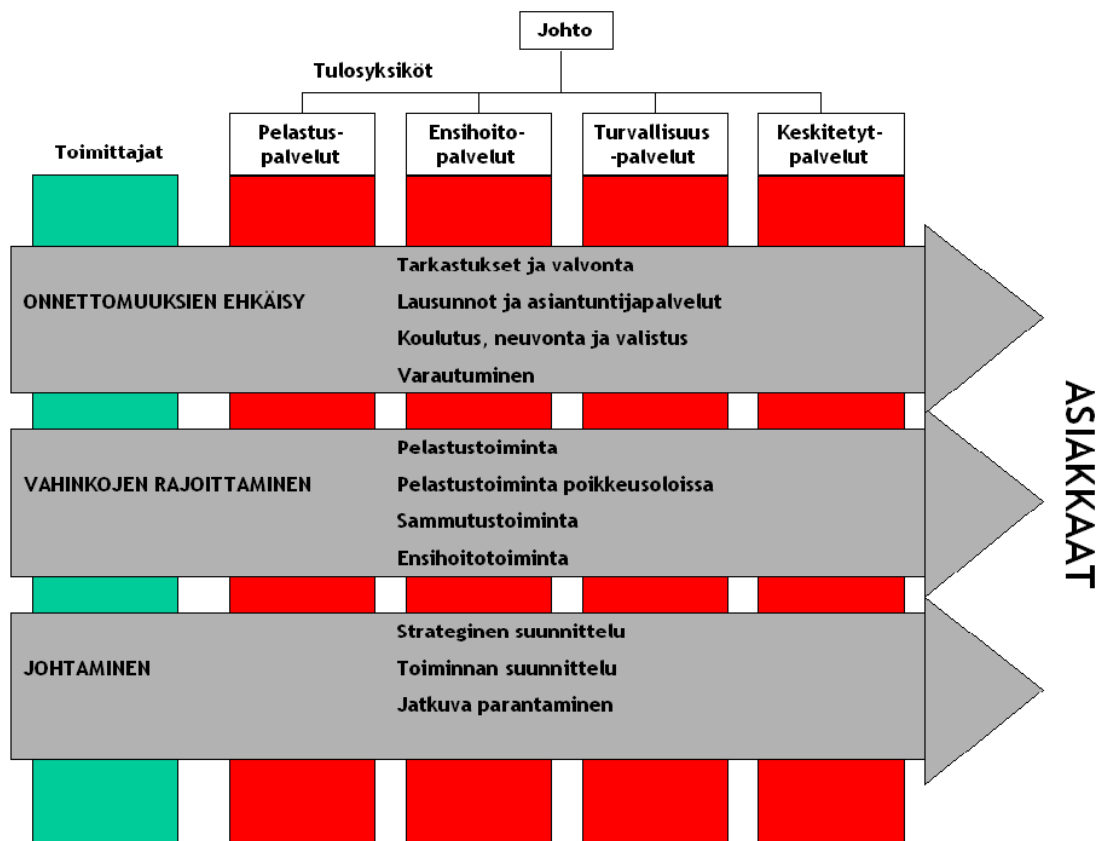 Johto
Tulosyksiköt
Toimittajat
Pelastus-
palvelut
Ensihoito-
palvelut
Turvallisuus
-palvelut
Keskitetyt-
palvelut
ONNETTOMUUKSIEN EHKÄISY
Tarkastukset ja valvonta
Lausunnot ja asiantuntijapalvelut
Koulutus, neuvonta ja valistus
Varautuminen
VAHINKOJEN RAJOITTAMINEN
Pelastustoiminta
Pelastustoiminta poikkeusoloissa
Sammutustoiminta
Ensihoitotoiminta
JOHTAMINEN
Strateginen suunnittelu
Toiminnan suunnittelu
Jatkuva parantaminen
ASIAKKAAT